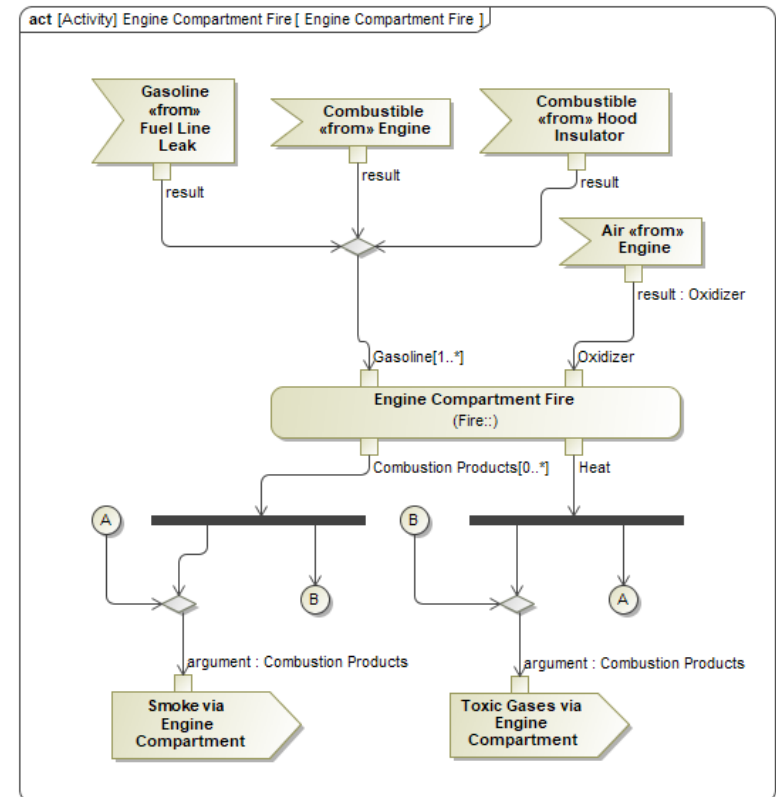 act [Activity] Engine Compartment Fire [ Engine Compartment Fire ]
Gasoline
«from»
Fuel Line
Leak
Combustible
«from» Engine
Combustible
«from» Hood
Insulator
result
result
result
Air «from»
Engine
result : Oxidizer
Gasoline[1..*]
Oxidizer
Engine Compartment Fire
(Fire::)
Combustion Products[0..*]
Heat
A
B
B
A
argument : Combustion Products
argument : Combustion Products
Smoke via
Engine
Compartment
Toxic Gases via
Engine
Compartment